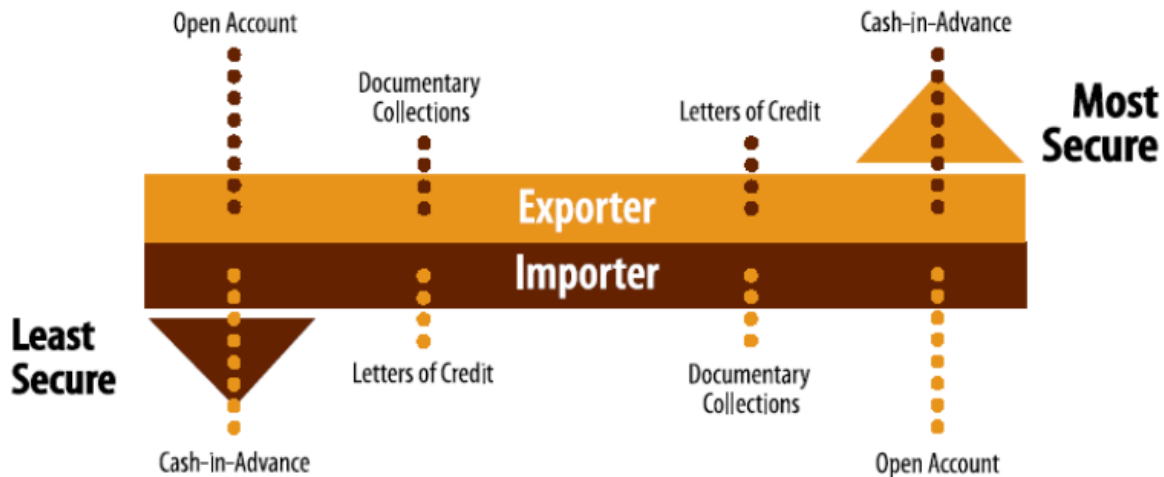 Open Account
Cash-in-Advance
Documentary
Collections
Letters of Credit
Most
Secure
Exporter
Importer
Least
Secure
Letters of Credit
Documentary
Collections
Cash-in-Advance
Open Account